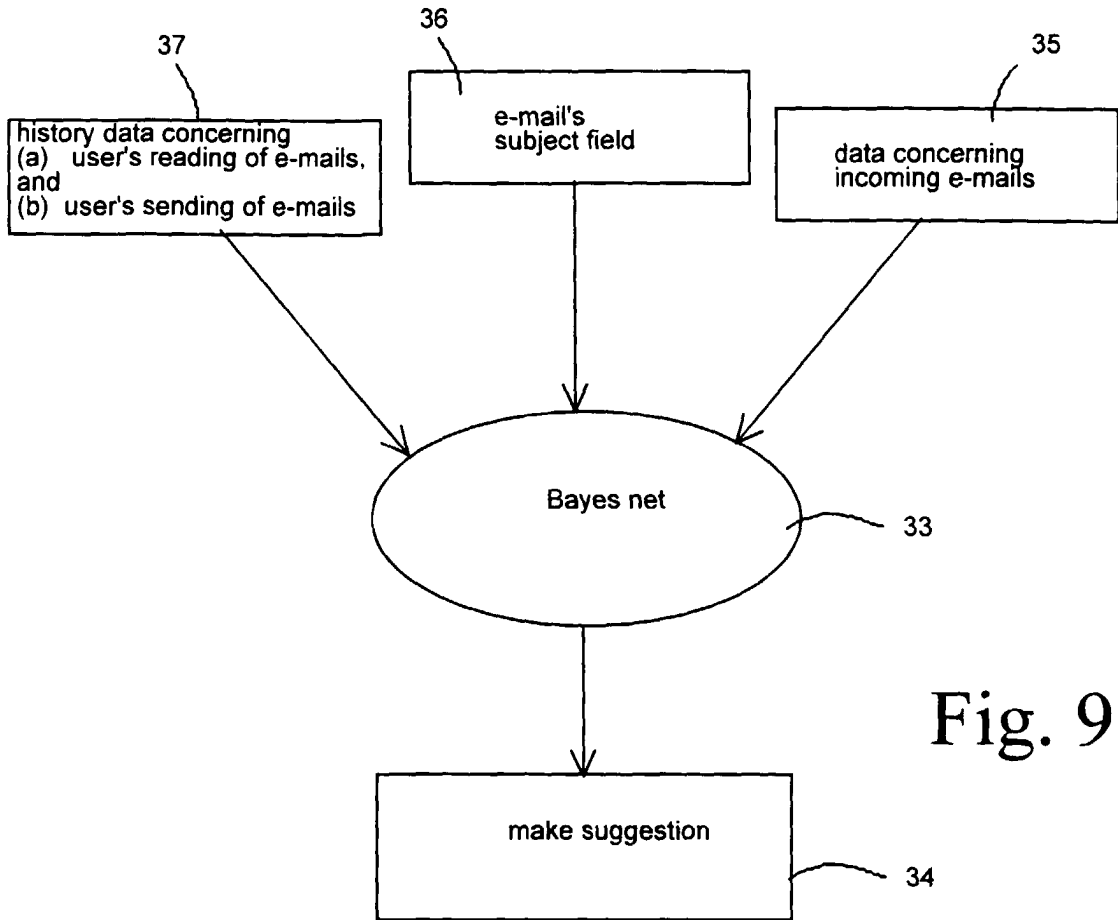 37
36
35
history data concerning
(a) user's reading of e-mails,
and
(b) user's sending of e-mails
e-mail's
subject field
data concerning
incoming e-mails
Bayes net
33
Fig. 9
make suggestion
34